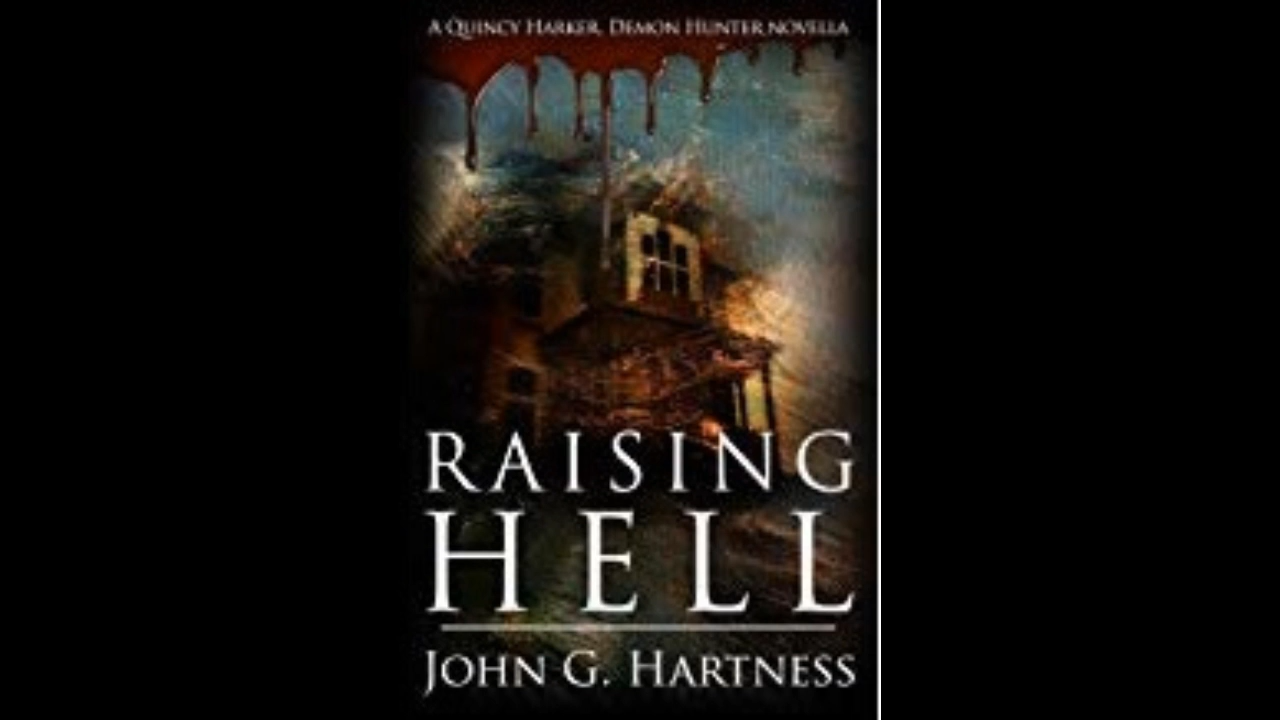 A Quincy Harker, Demon Hunter novella
RAISING
HELL
John G. Hartness